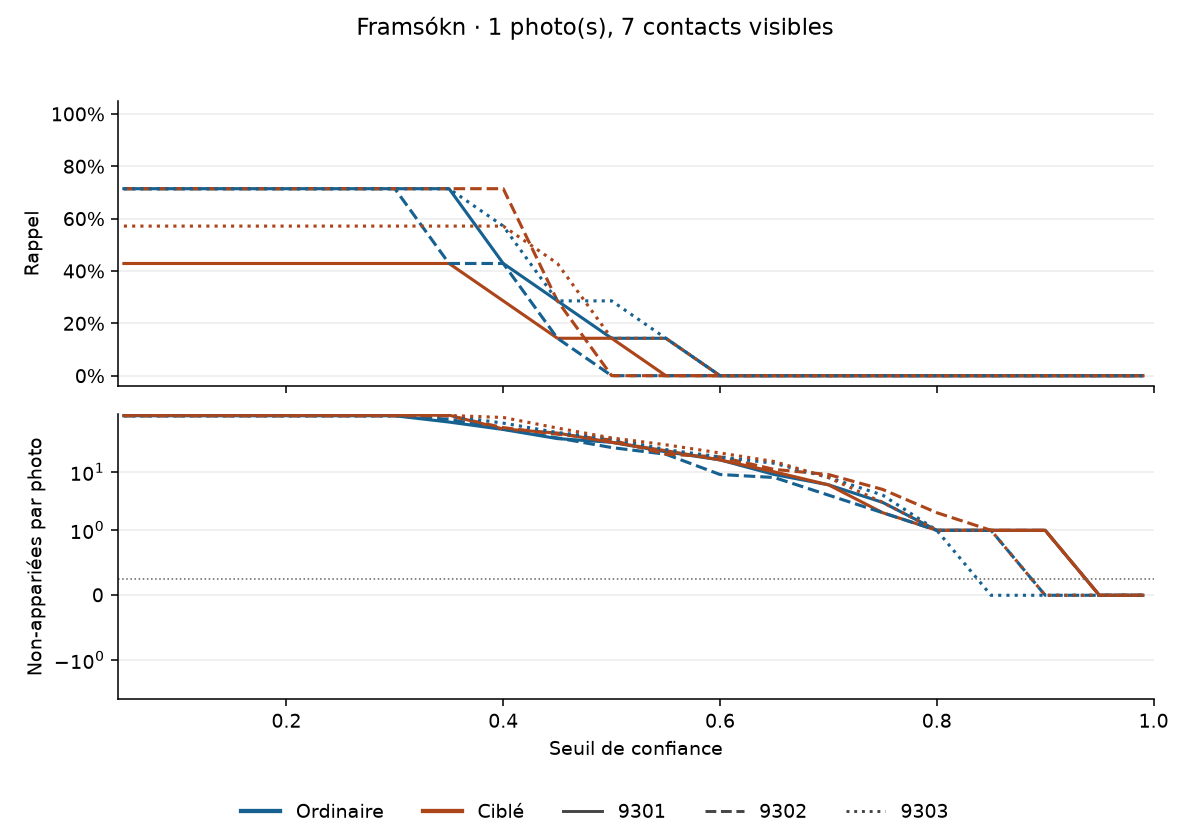 Framsókn · 1 photo(s), 7 contacts visibles
100%
80%
60%
40%
20%
0%
Rappel
10¹
10⁰
0
−10⁰
Non-appariées par photo
0.2 0.4 0.6 0.8 1.0
Seuil de confiance
Ordinaire Ciblé 9301 9302 9303